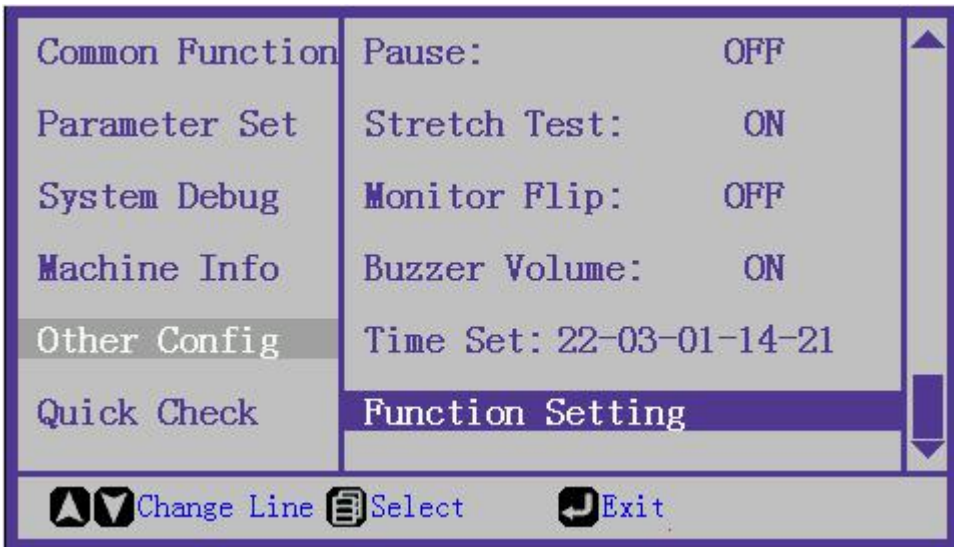 Common Function
Parameter Set
System Debug
Machine Info
Other Config
Quick Check
Pause: OFF
Stretch Test: ON
Monitor Flip: OFF
Buzzer Volume: ON
Time Set: 22-03-01-14-21
Function Setting
Change Line Select Exit